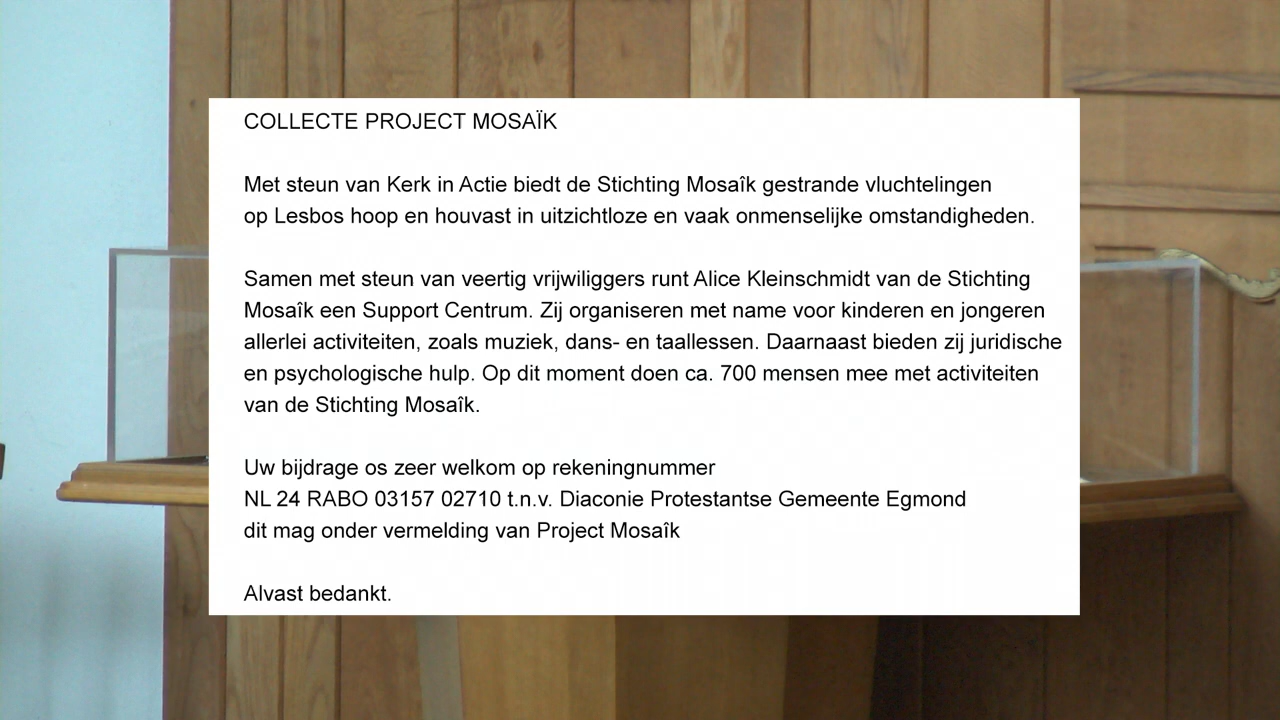 COLLECTE PROJECT MOSAÏK
Met steun van Kerk in Actie biedt de Stichting Mosaîk gestrande vluchtelingen
op Lesbos hoop en houvast in uitzichtloze en vaak onmenselijke omstandigheden.
Samen met steun van veertig vrijwiliggers runt Alice Kleinschmidt van de Stichting
Mosaîk een Support Centrum. Zij organiseren met name voor kinderen en jongeren
allerlei activiteiten, zoals muziek, dans- en taallessen. Daarnaast bieden zij juridische
en psychologische hulp. Op dit moment doen ca. 700 mensen mee met activiteiten
van de Stichting Mosaîk.
Uw bijdrage os zeer welkom op rekeningnummer
NL 24 RABO 03157 02710 t.n.v. Diaconie Protestantse Gemeente Egmond
dit mag onder vermelding van Project Mosaîk
Alvast bedankt.